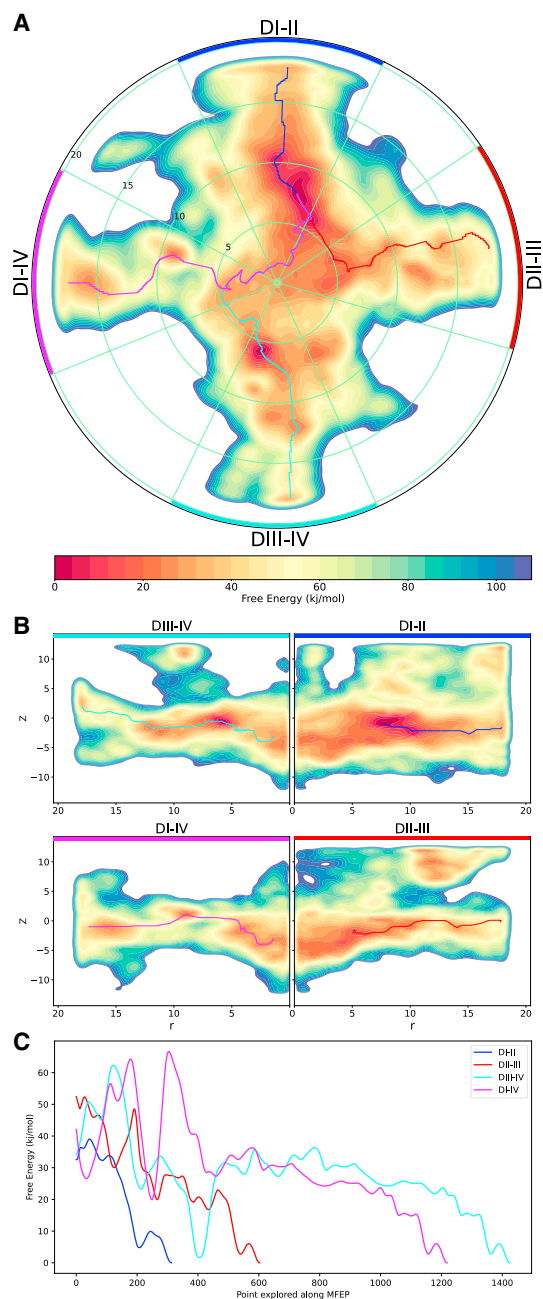 A
DI-II
20
15
10
5
DI-IV
DII-III
DIII-IV
0 20 40 60 80 100
Free Energy (kj/mol)
B
DIII-IV DI-II
10
5
0
−5
−10
Z
20 15 10 5 0 5 10 15 20
DI-IV DII-III
10
5
0
−5
−10
Z
20 15 10 5 0 5 10 15 20
r r
C
DI-II
DII-III
DIII-IV
DI-IV
60
50
40
30
20
10
0
Free Energy (kj/mol)
0 200 400 600 800 1000 1200 1400
Point explored along MFEP